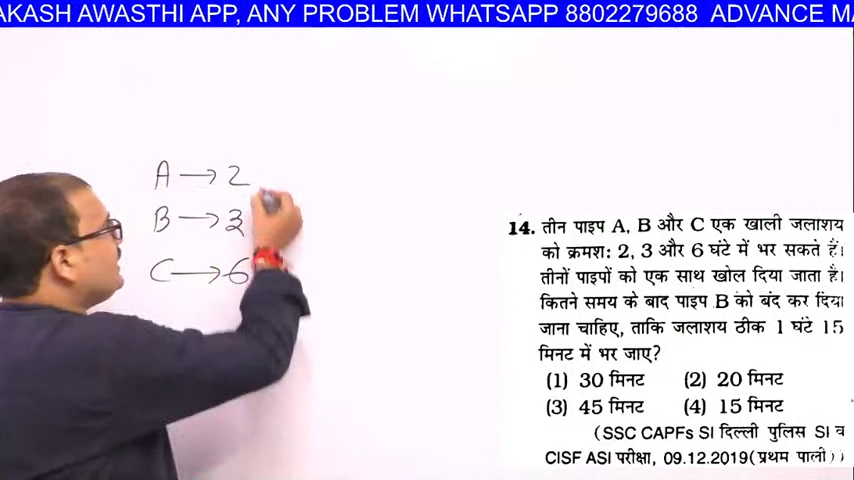 AKASH AWASTHI APP, ANY PROBLEM WHATSAPP 8802279688 ADVANCE MA
A → 2
B → 3
C → 6
14. तीन पाइप A, B और C एक खाली जलाशय
को क्रमश: 2, 3 और 6 घंटे में भर सकते हैं।
तीनों पाइपों को एक साथ खोल दिया जाता है।
कितने समय के बाद पाइप B को बंद कर दिया
जाना चाहिए, ताकि जलाशय ठीक 1 घंटे 15
मिनट में भर जाए?
(1) 30 मिनट (2) 20 मिनट
(3) 45 मिनट (4) 15 मिनट
(SSC CAPFs SI दिल्ली पुलिस SI व
CISF ASI परीक्षा, 09.12.2019 (प्रथम पाली))